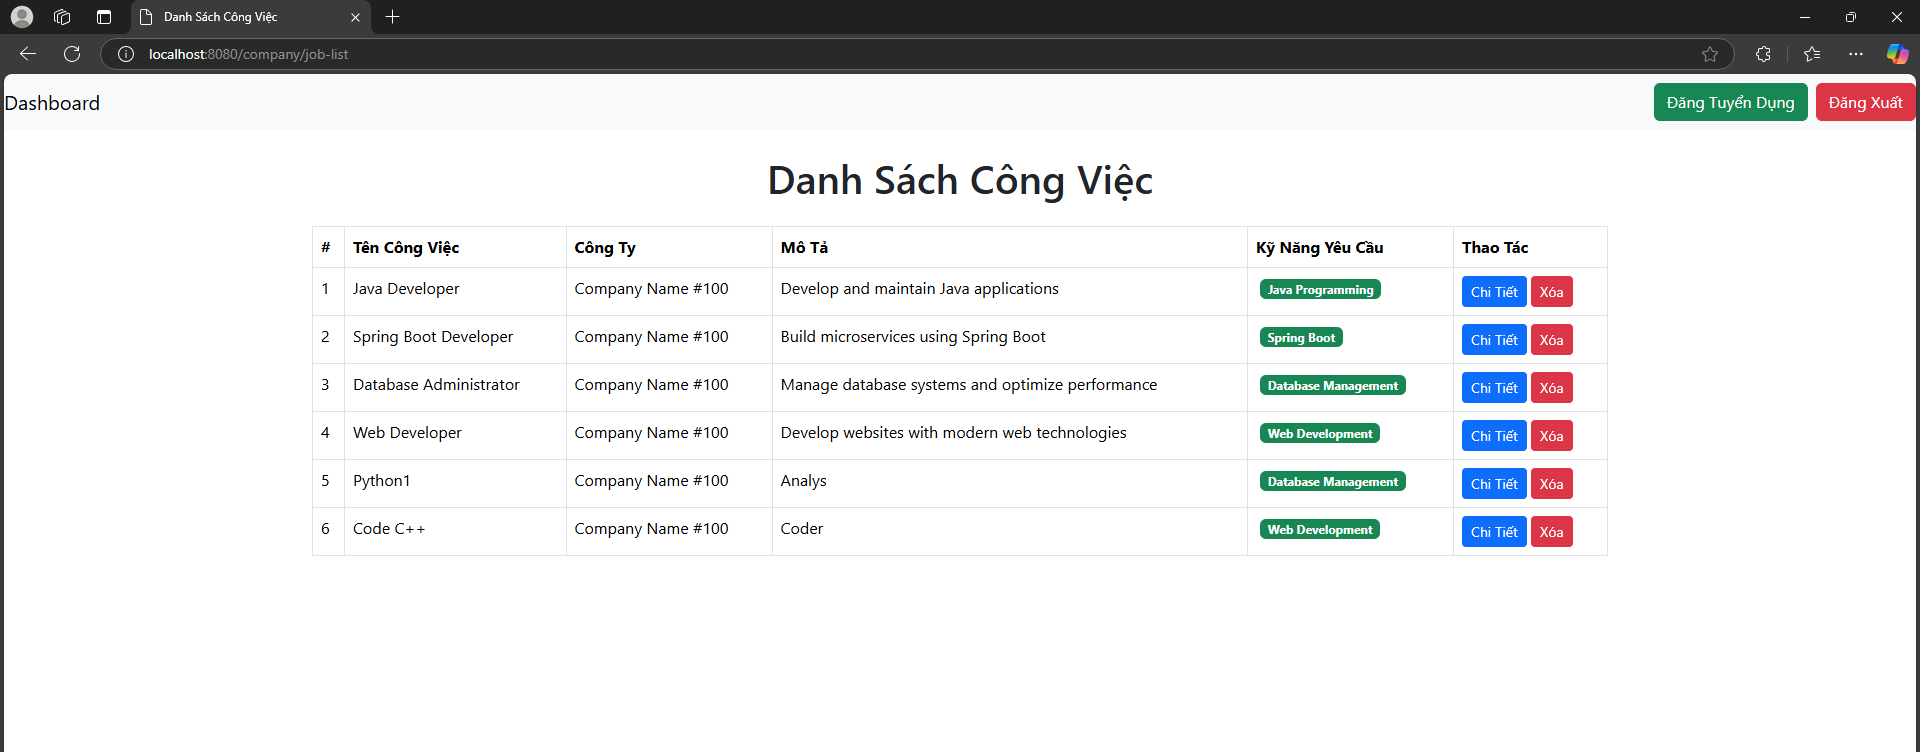 Danh Sách Công Việc
localhost:8080/company/job-list
Dashboard Đăng Tuyển Dụng Đăng Xuất
Danh Sách Công Việc
# Tên Công Việc Công Ty Mô Tả Kỹ Năng Yêu Cầu Thao Tác
1 Java Developer Company Name #100 Develop and maintain Java applications Java Programming Chi Tiết Xóa
2 Spring Boot Developer Company Name #100 Build microservices using Spring Boot Spring Boot Chi Tiết Xóa
3 Database Administrator Company Name #100 Manage database systems and optimize performance Database Management Chi Tiết Xóa
4 Web Developer Company Name #100 Develop websites with modern web technologies Web Development Chi Tiết Xóa
5 Python1 Company Name #100 Analys Database Management Chi Tiết Xóa
6 Code C++ Company Name #100 Coder Web Development Chi Tiết Xóa